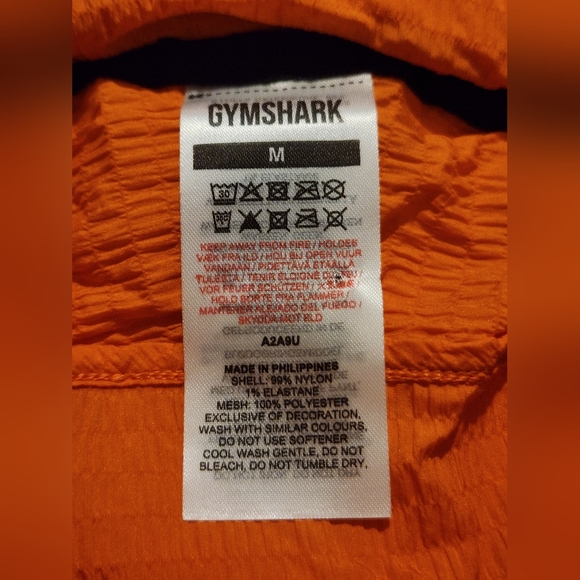 GYMSHARK
M
30
KEEP AWAY FROM FIRE / HOLDES
VÆK FRA ILD / HOU BIJ OPEN VUUR
VANDAAN / PIDETTÄVÄ ETÄÄLLÄ
TULESTA / TENIR ÉLOIGNÉ DU FEU /
VOR FEUER SCHÜTZEN /
HOLD BORTE FRA FLAMMER /
MANTENER ALEJADO DEL FUEGO /
SKYDDA MOT ELD
A2A9U
MADE IN PHILIPPINES
SHELL: 99% NYLON
1% ELASTANE
MESH: 100% POLYESTER
EXCLUSIVE OF DECORATION,
WASH WITH SIMILAR COLOURS,
DO NOT USE SOFTENER
COOL WASH GENTLE, DO NOT
BLEACH, DO NOT TUMBLE DRY,